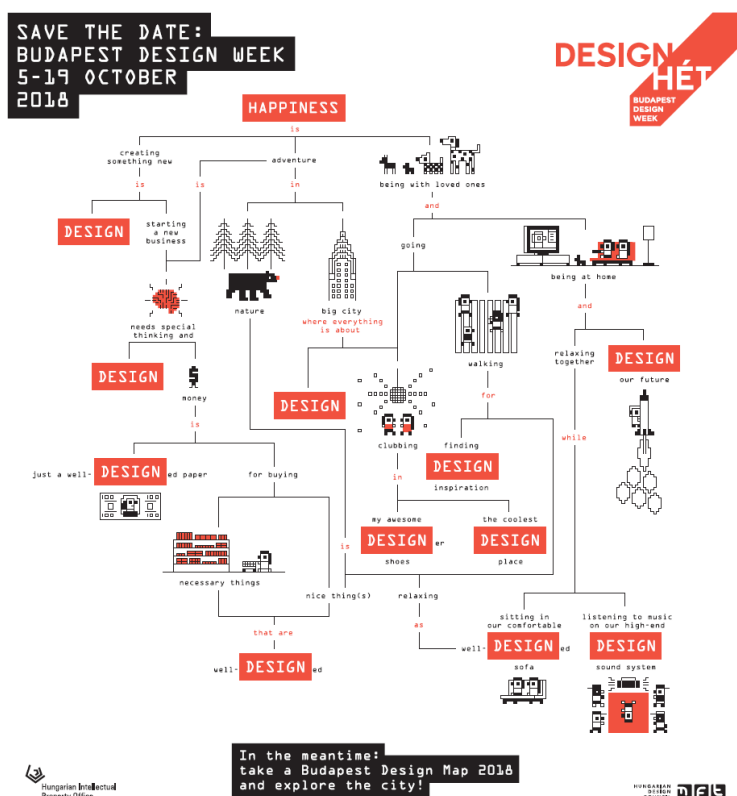 SAVE THE DATE:
BUDAPEST DESIGN WEEK
5-19 OCTOBER
2018
DESIGN
HÉT
BUDAPEST
DESIGN
WEEK
HAPPINESS
is
creating
something new
adventure
being with loved ones
is
is
in
and
DESIGN
starting
a new
business
going
being at home
nature
big city
where everything
is about
and
needs special
thinking and
walking
relaxing
together
DESIGN
our future
DESIGN
money
DESIGN
for
is
clubbing
finding
DESIGN
inspiration
while
just a well- DESIGN ed paper
for buying
in
my awesome
DESIGN er
shoes
the coolest
DESIGN
place
is
necessary things
nice thing(s)
relaxing
that are
as
sitting in
our comfortable
well- DESIGN ed
sofa
listening to music
on our high-end
DESIGN
sound system
well- DESIGN ed
In the meantime:
take a Budapest Design Map 2018
and explore the city!
Hungarian Intellectual
Property Office
HUNGARIAN
DESIGN
COUNCIL